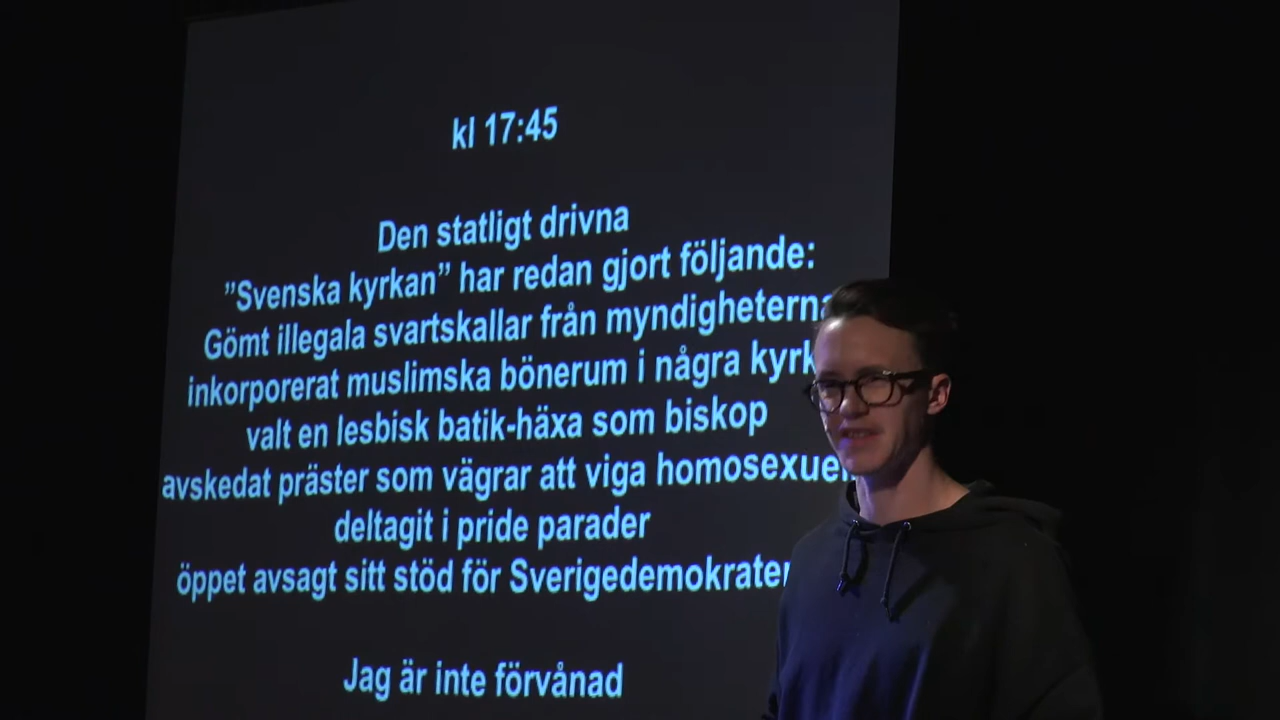 kl 17:45
Den statligt drivna
”Svenska kyrkan” har redan gjort följande:
Gömt illegala svartskallar från myndigheterna
inkorporerat muslimska bönerum i några
valt en lesbisk batik-häxa som biskop
avskedat präster som vägrar att viga
deltagit i pride parader
öppet avsagt sitt stöd för
Jag är inte förvånad